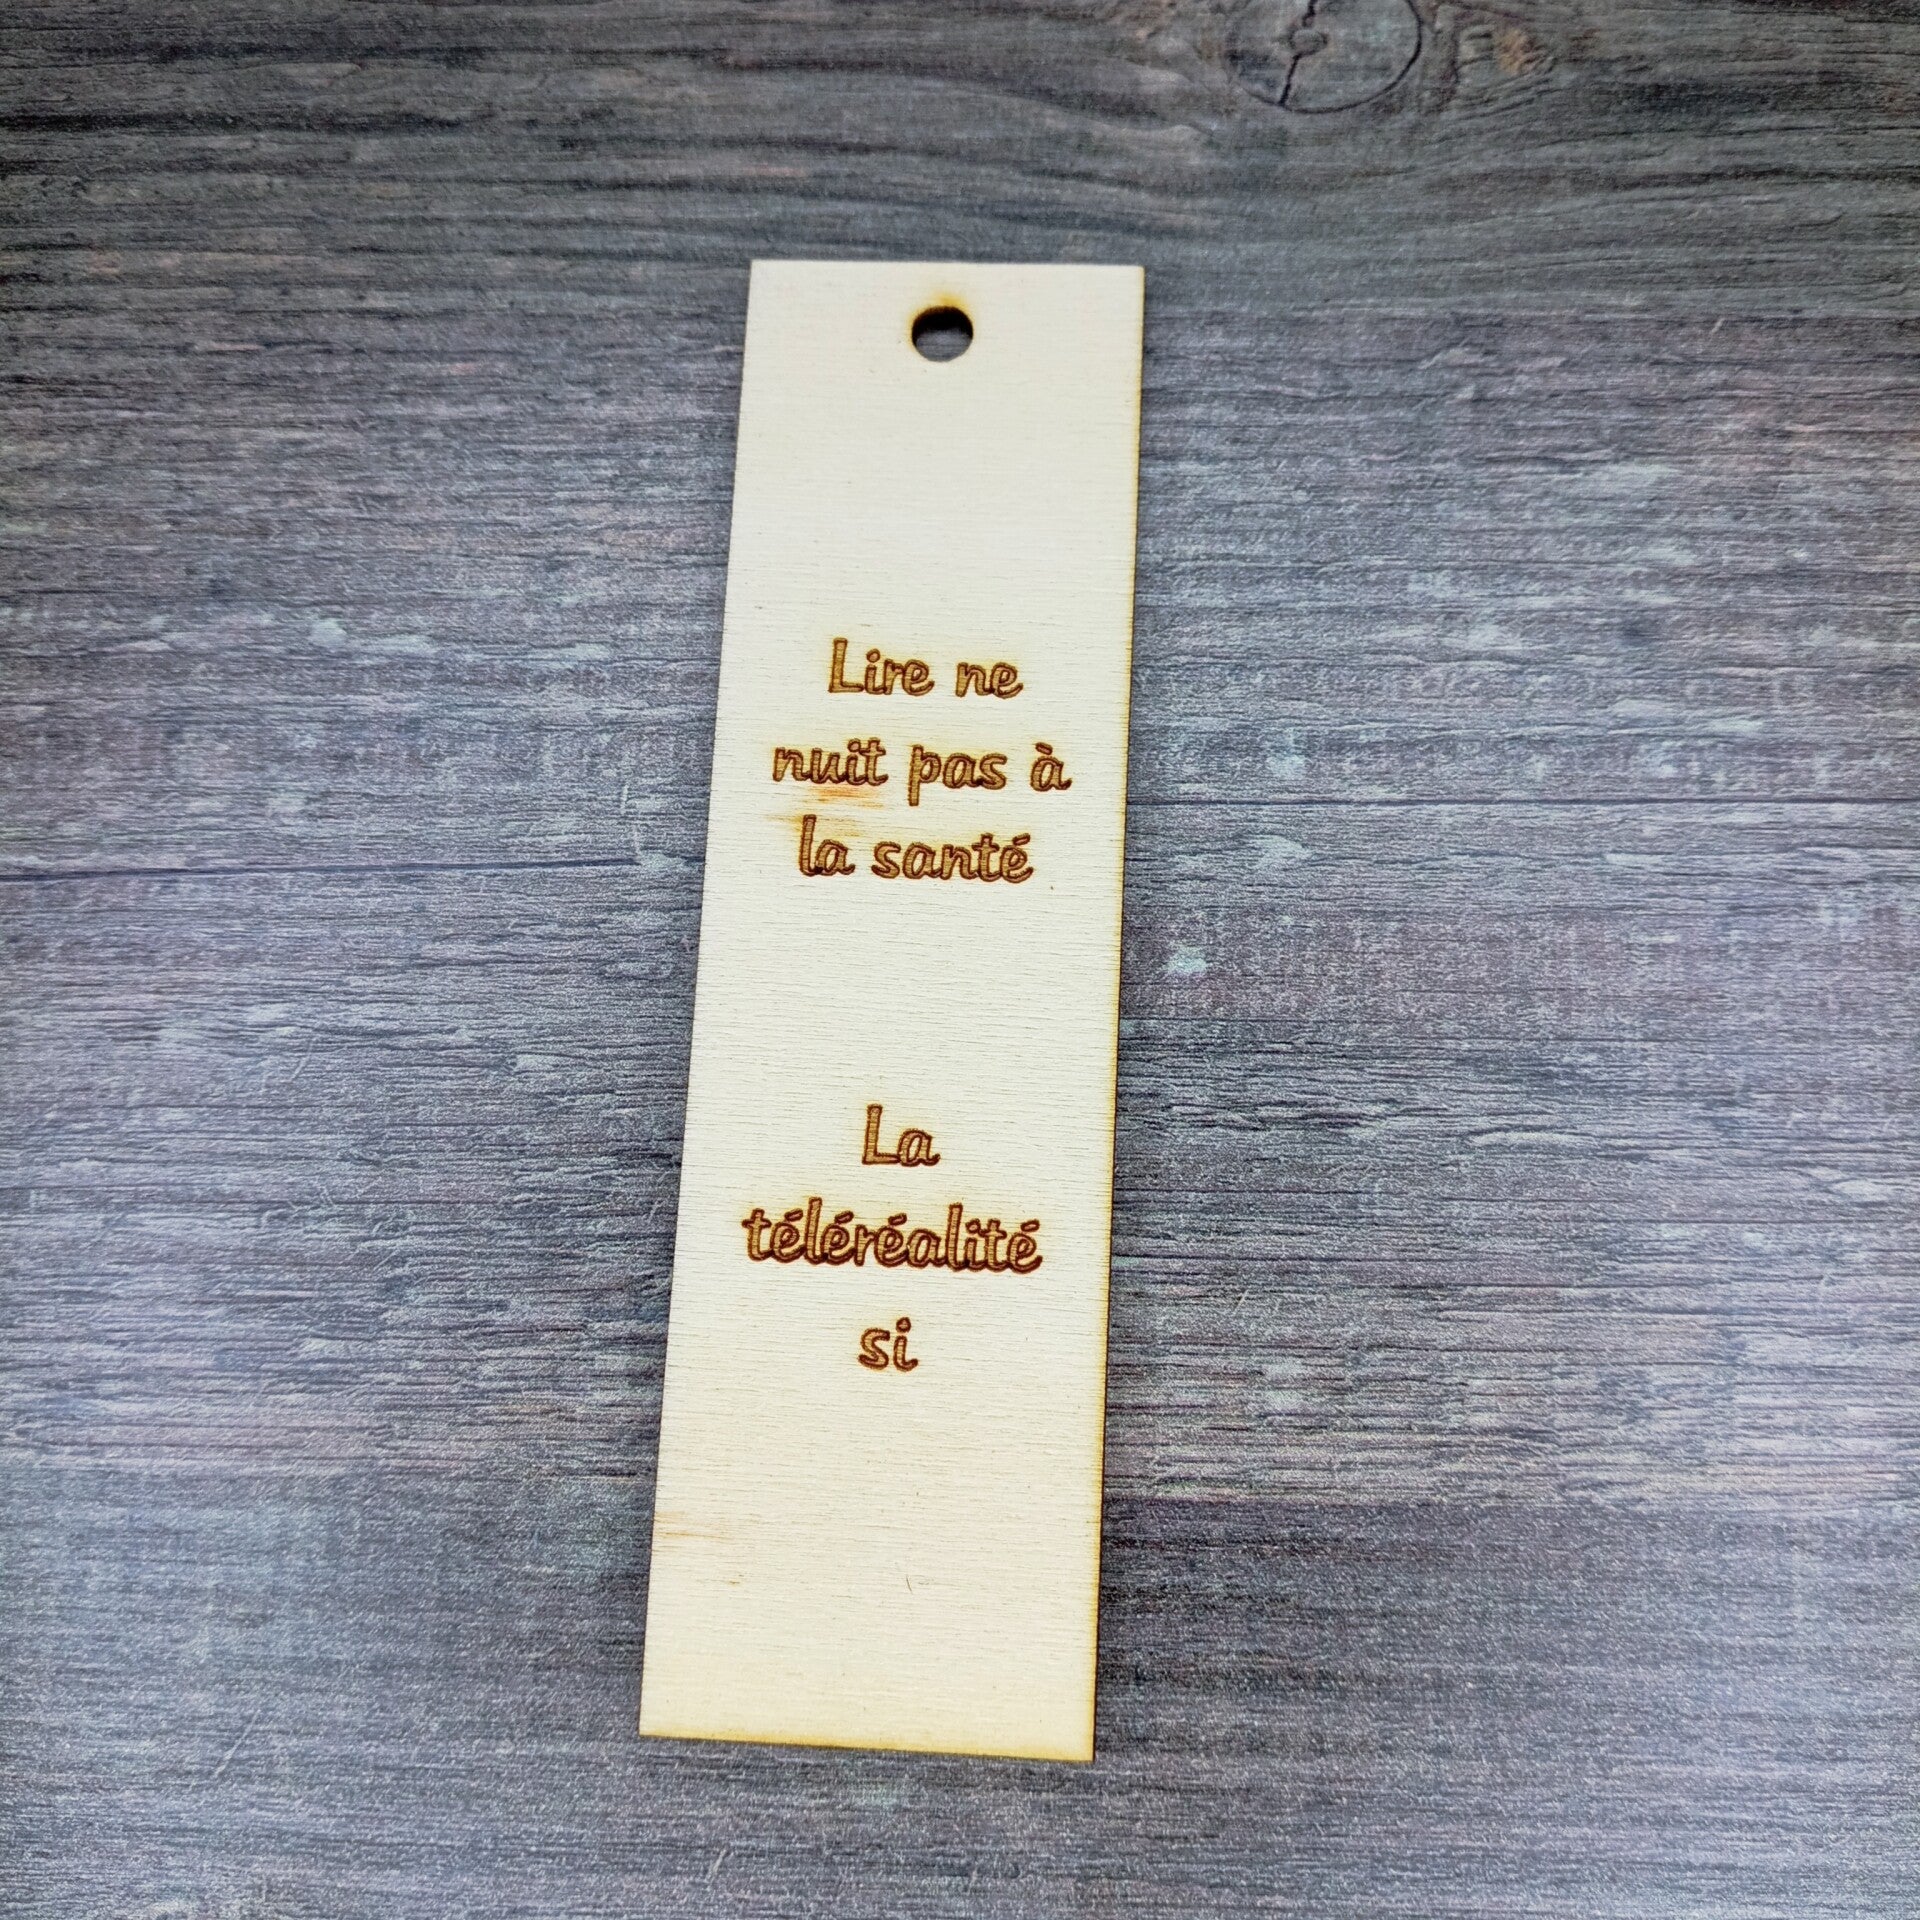 Lire ne
nuit pas à
la santé
La
téléréalité
si